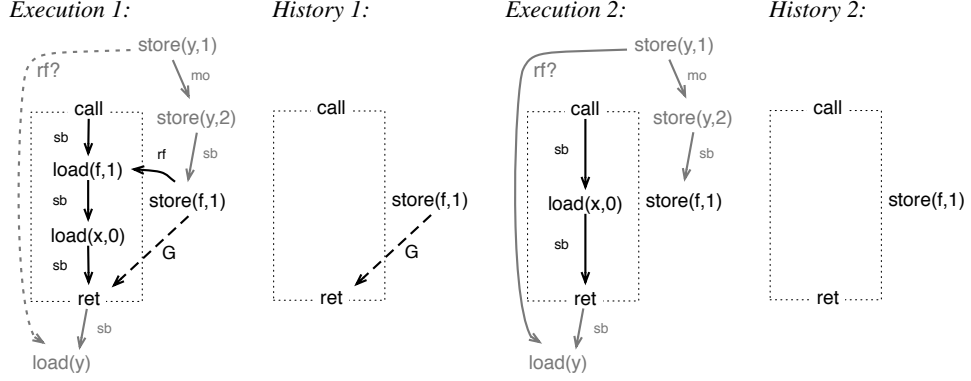 Execution 1: History 1: Execution 2: History 2:
store(y,1) store(y,1)
rf? rf?
mo mo
call call call call
store(y,2) store(y,2)
sb sb sb
rf sb
load(f,1)
sb store(f,1) store(f,1) load(x,0) store(f,1) store(f,1)
load(x,0)
G G sb
sb
ret ret ret ret
sb sb
load(y) load(y)